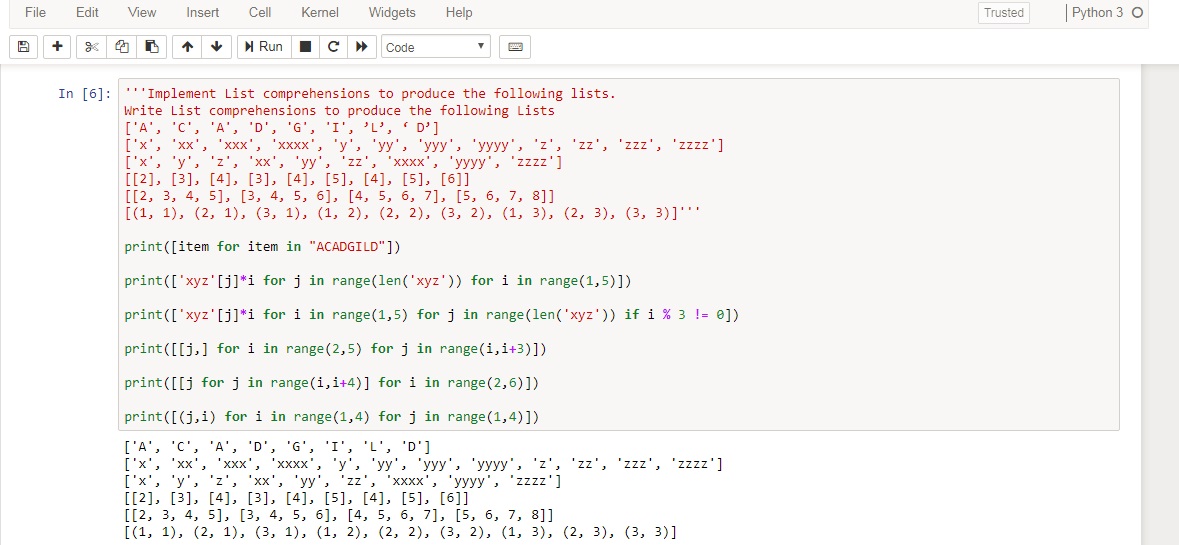 File Edit View Insert Cell Kernel Widgets Help Trusted Python 3
Run Code
In [6]: '''Implement List comprehensions to produce the following lists.
Write List comprehensions to produce the following Lists
['A', 'C', 'A', 'D', 'G', 'I', ’L’, ‘ D’]
['x', 'xx', 'xxx', 'xxxx', 'y', 'yy', 'yyy', 'yyyy', 'z', 'zz', 'zzz', 'zzzz']
['x', 'y', 'z', 'xx', 'yy', 'zz', 'xxxx', 'yyyy', 'zzzz']
[[2], [3], [4], [3], [4], [5], [4], [5], [6]]
[[2, 3, 4, 5], [3, 4, 5, 6], [4, 5, 6, 7], [5, 6, 7, 8]]
[(1, 1), (2, 1), (3, 1), (1, 2), (2, 2), (3, 2), (1, 3), (2, 3), (3, 3)]'''
print([item for item in "ACADGILD"])
print(['xyz'[j]*i for j in range(len('xyz')) for i in range(1,5)])
print(['xyz'[j]*i for i in range(1,5) for j in range(len('xyz')) if i % 3 != 0])
print([[j,] for i in range(2,5) for j in range(i,i+3)])
print([[j for j in range(i,i+4)] for i in range(2,6)])
print([(j,i) for i in range(1,4) for j in range(1,4)])
['A', 'C', 'A', 'D', 'G', 'I', 'L', 'D']
['x', 'xx', 'xxx', 'xxxx', 'y', 'yy', 'yyy', 'yyyy', 'z', 'zz', 'zzz', 'zzzz']
['x', 'y', 'z', 'xx', 'yy', 'zz', 'xxxx', 'yyyy', 'zzzz']
[[2], [3], [4], [3], [4], [5], [4], [5], [6]]
[[2, 3, 4, 5], [3, 4, 5, 6], [4, 5, 6, 7], [5, 6, 7, 8]]
[(1, 1), (2, 1), (3, 1), (1, 2), (2, 2), (3, 2), (1, 3), (2, 3), (3, 3)]